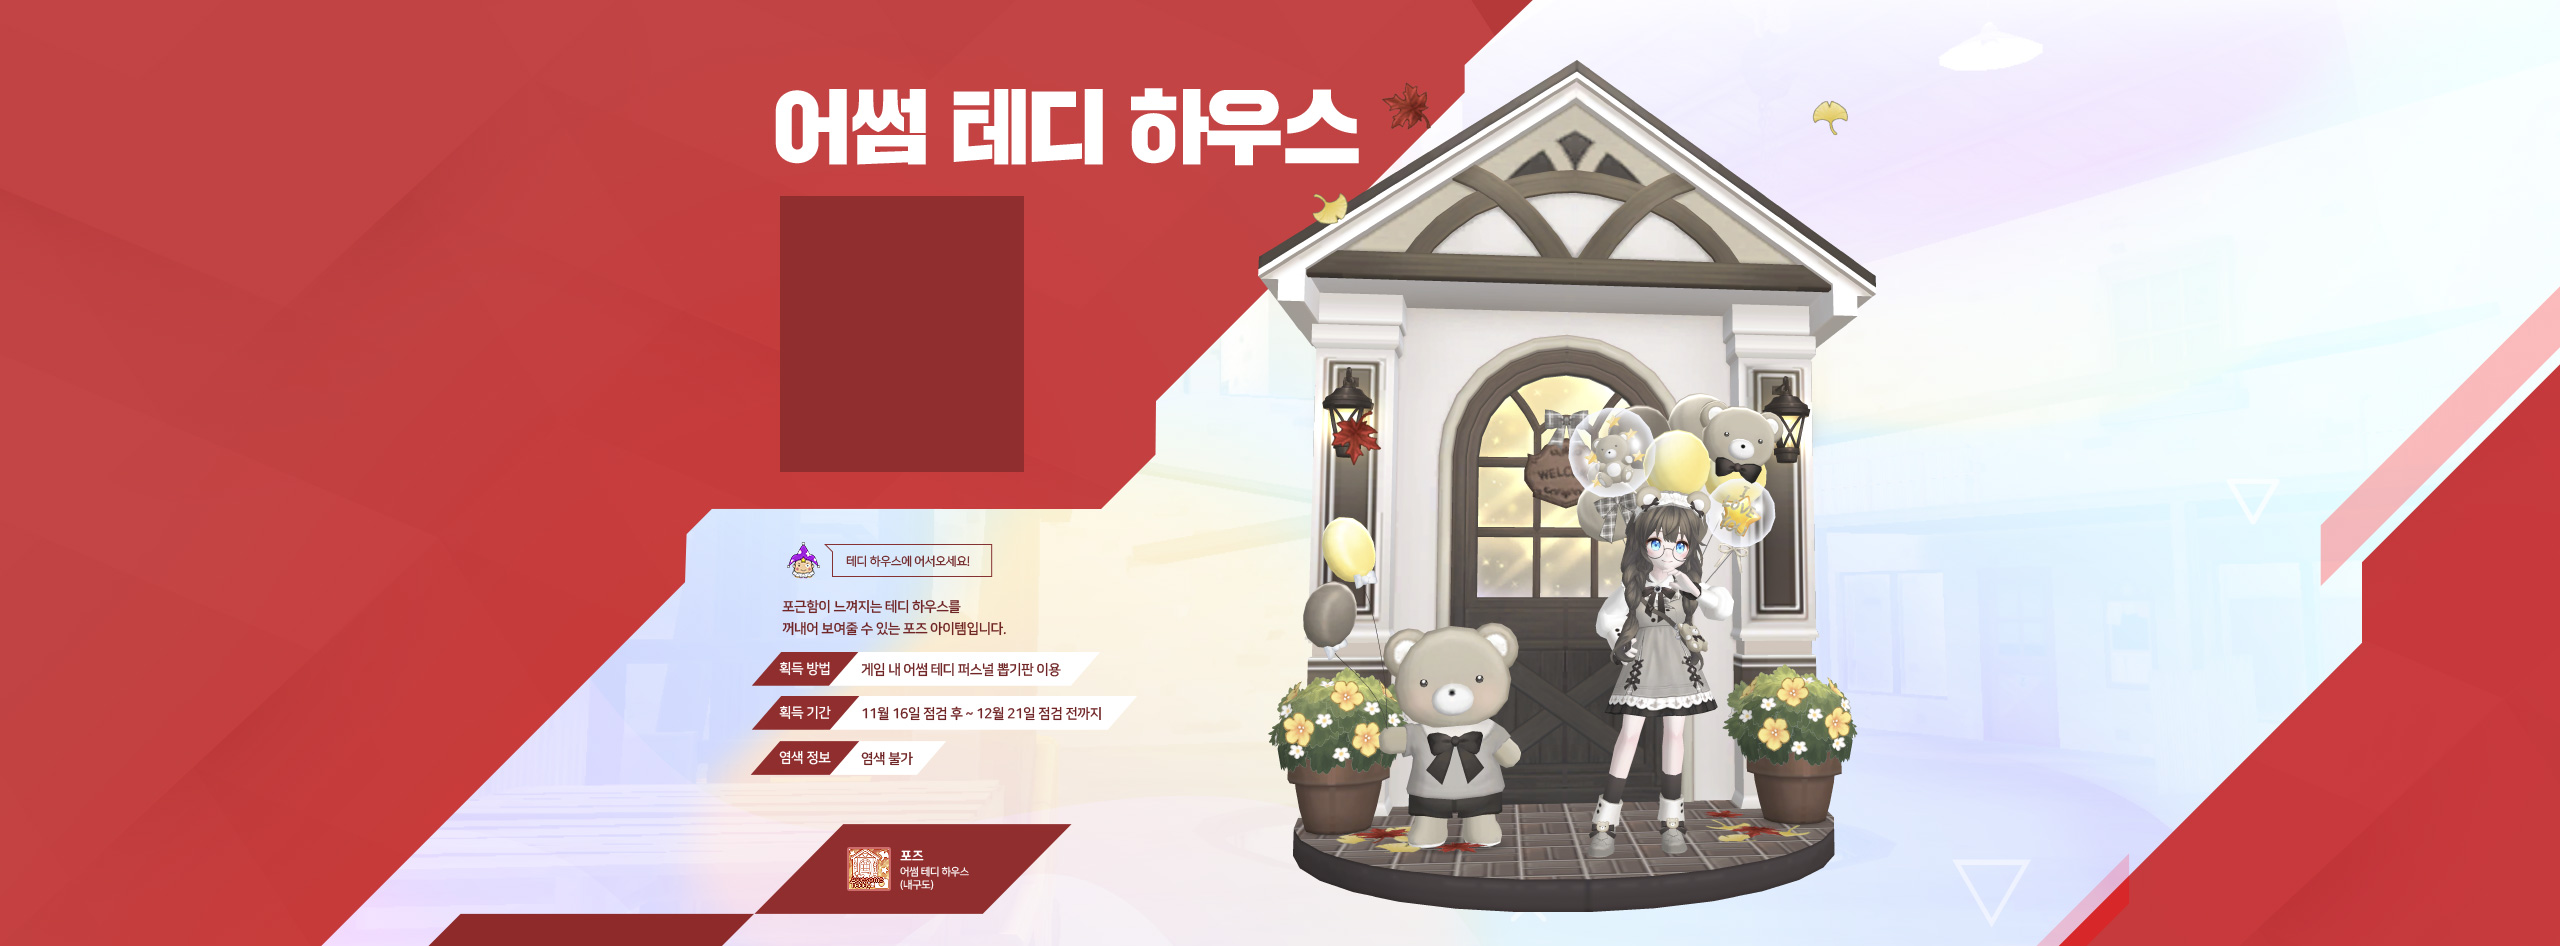 어썸 테디 하우스
테디 하우스에 어서오세요!
포근함이 느껴지는 테디 하우스를
꺼내어 보여줄 수 있는 포즈 아이템입니다.
획득 방법 게임 내 어썸 테디 퍼스널 뽑기판 이용
획득 기간 11월 16일 점검 후 ~ 12월 21일 점검 전까지
염색 정보 염색 불가
포즈
어썸 테디 하우스
(내구도)
I
LOVE